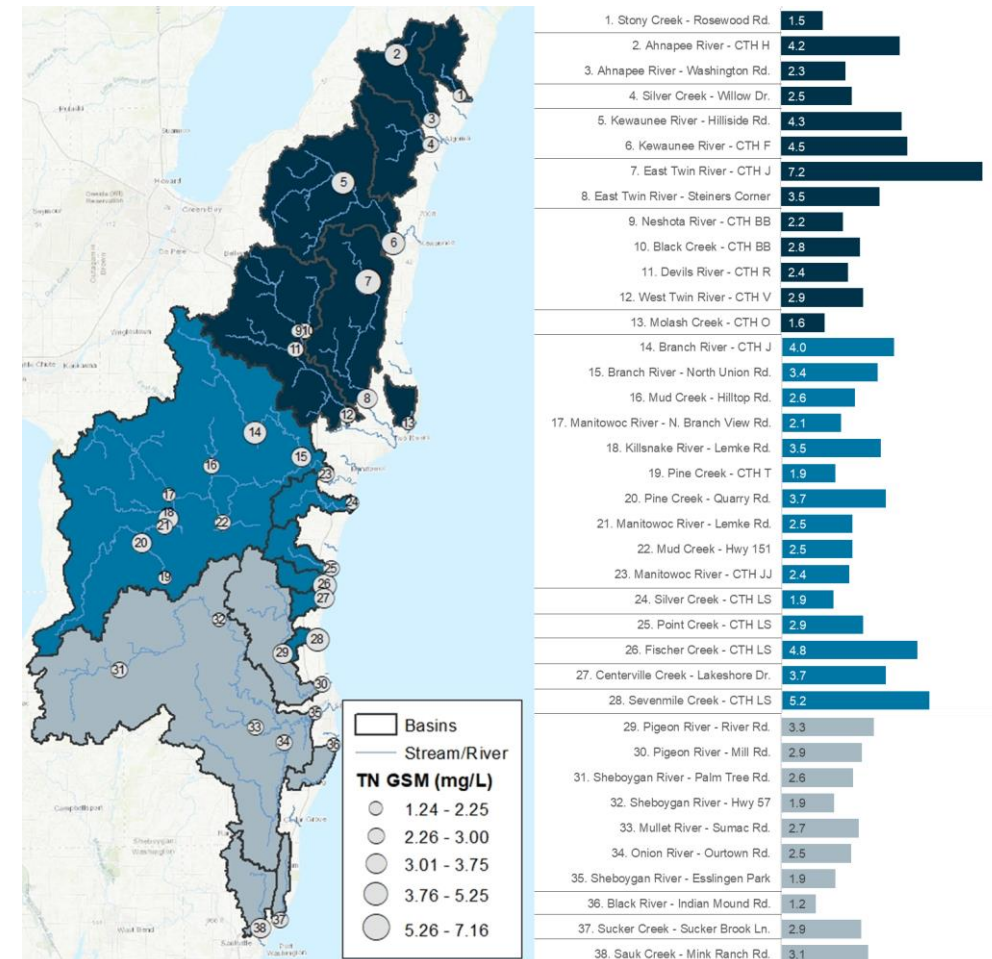 1. Stony Creek - Rosewood Rd. 1.5
2. Ahnapee River - CTH H 4.2
3. Ahnapee River - Washington Rd. 2.3
4. Silver Creek - Willow Dr. 2.5
5. Kewaunee River - Hilliside Rd. 4.3
6. Kewaunee River - CTH F 4.5
7. East Twin River - CTH J 7.2
8. East Twin River - Steiners Corner 3.5
9. Neshota River - CTH BB 2.2
10. Black Creek - CTH BB 2.8
11. Devils River - CTH R 2.4
12. West Twin River - CTH V 2.9
13. Molash Creek - CTH O 1.6
14. Branch River - CTH J 4.0
15. Branch River - North Union Rd. 3.4
16. Mud Creek - Hilltop Rd. 2.6
17. Manitowoc River - N. Branch View Rd. 2.1
18. Killsnake River - Lemke Rd. 3.5
19. Pine Creek - CTH T 1.9
20. Pine Creek - Quarry Rd. 3.7
21. Manitowoc River - Lemke Rd. 2.5
22. Mud Creek - Hwy 151 2.5
23. Manitowoc River - CTH JJ 2.4
24. Silver Creek - CTH LS 1.9
25. Point Creek - CTH LS 2.9
26. Fischer Creek - CTH LS 4.8
27. Centerville Creek - Lakeshore Dr. 3.7
28. Sevenmile Creek - CTH LS 5.2
29. Pigeon River - River Rd. 3.3
30. Pigeon River - Mill Rd. 2.9
31. Sheboygan River - Palm Tree Rd. 2.6
32. Sheboygan River - Hwy 57 1.9
33. Mullet River - Sumac Rd. 2.7
34. Onion River - Ourtown Rd. 2.5
35. Sheboygan River - Esslingen Park 1.9
36. Black River - Indian Mound Rd. 1.2
37. Sucker Creek - Sucker Brook Ln. 2.9
38. Sauk Creek - Mink Ranch Rd. 3.1
2
1
3
4
5
6
7
9 10
11
8
12
13
14
15
16
23
17
24
18
22
21
20
19
25
26
27
32
28
29
31
30
35
33
34
36
37
38
Pulaski
Howard
Green Bay
De Pere
Seymour
Sheboygan
West Bend
Port
Washington
Basins
Stream/River
TN GSM (mg/L)
1.24 - 2.25
2.26 - 3.00
3.01 - 3.75
3.76 - 5.25
5.26 - 7.16